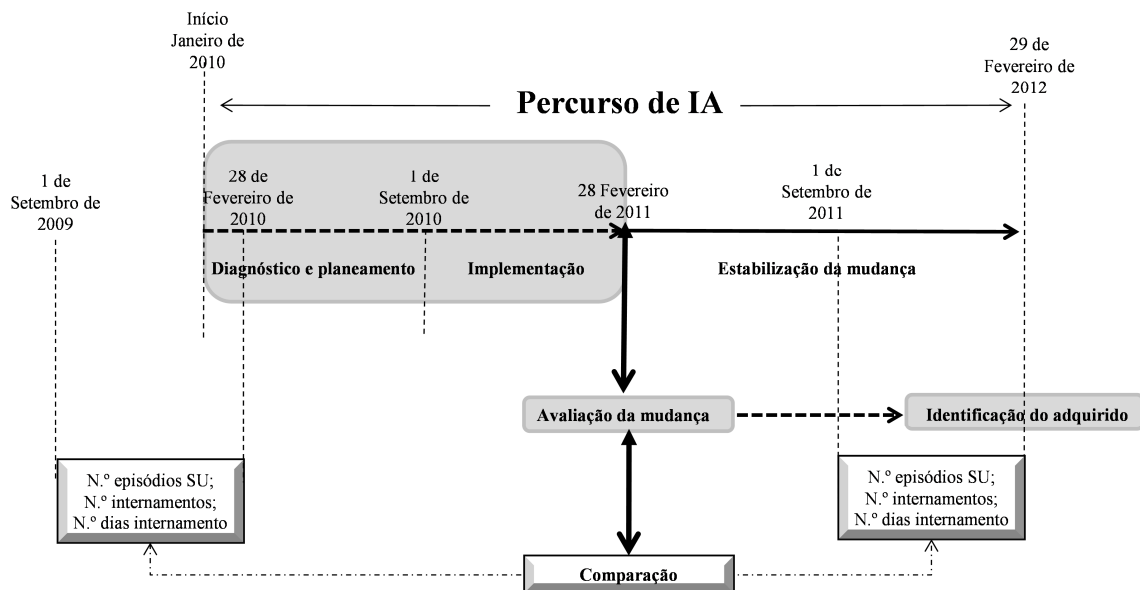 Início
Janeiro de
2010
29 de
Fevereiro de
2012
Percurso de IA
1 de
Setembro de
2009
28 de
Fevereiro de
2010
1 de
Setembro de
2010
28 Fevereiro
de 2011
1 de
Setembro de
2011
Diagnóstico e planeamento
Implementação
Estabilização da mudança
Avaliação da mudança
Identificação do adquirido
N.º episódios SU;
N.º internamentos;
N.º dias internamento
N.º episódios SU;
N.º internamentos;
N.º dias internamento
Comparação